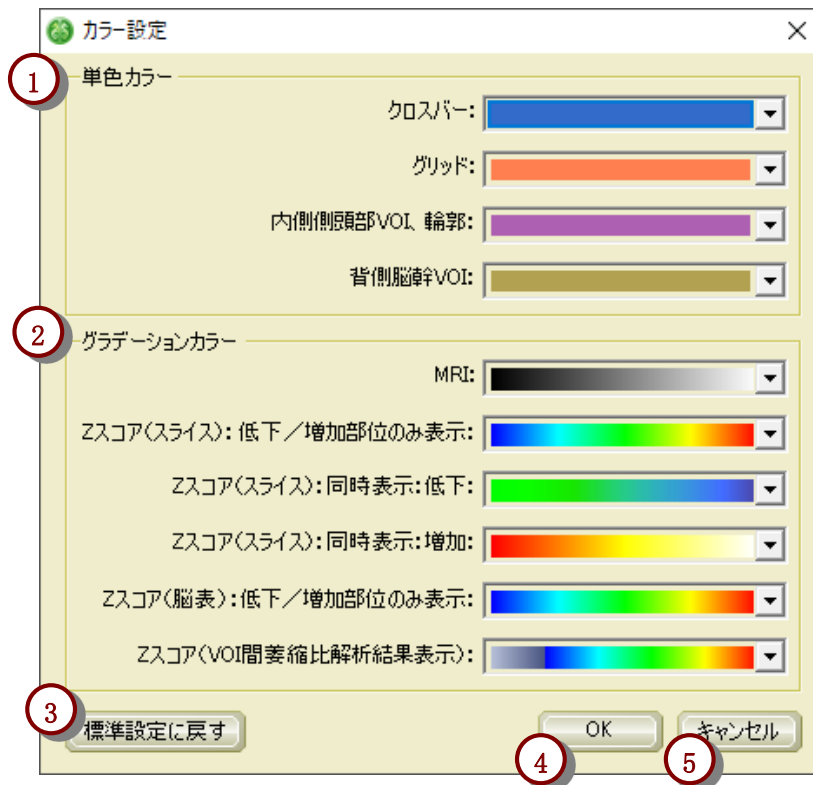 カラー設定
1
単色カラー
クロスバー:
グリッド:
内側側頭部VOI、輪郭:
背側脳幹VOI:
2
グラデーションカラー
MRI:
Zスコア(スライス):低下/増加部位のみ表示:
Zスコア(スライス):同時表示:低下:
Zスコア(スライス):同時表示:増加:
Zスコア(脳表):低下/増加部位のみ表示:
Zスコア(VOI間萎縮比解析結果表示):
3
標準設定に戻す
OK
キャンセル
4
5